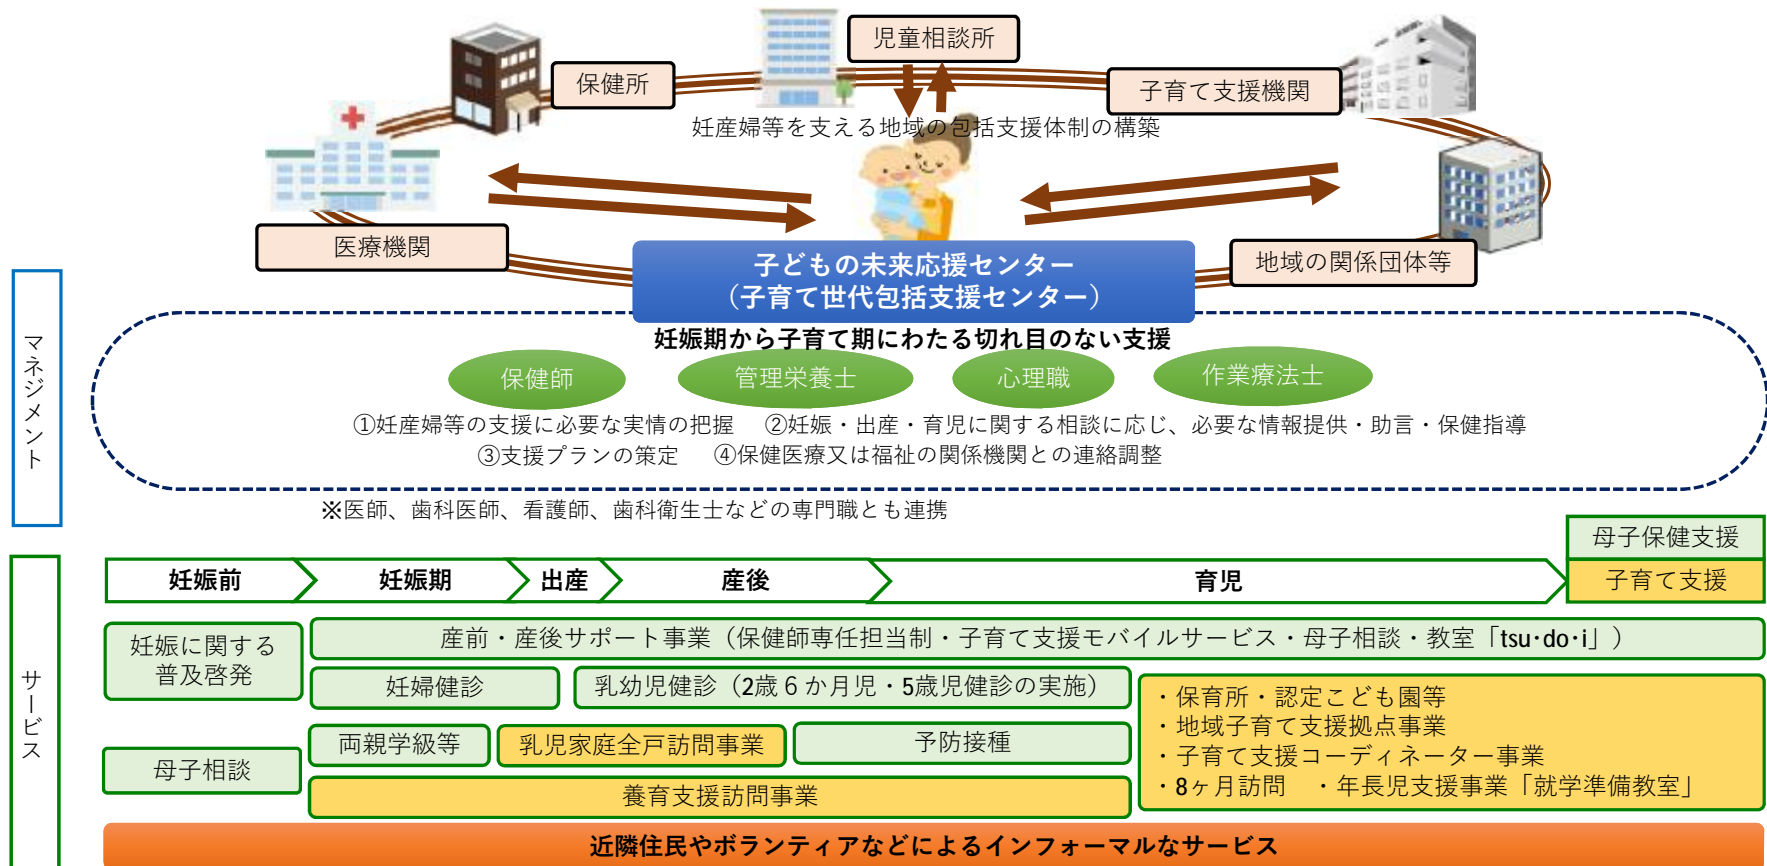 児童相談所
保健所
子育て支援機関
妊産婦等を支える地域の包括支援体制の構築
医療機関
地域の関係団体等
子どもの未来応援センター
（子育て世代包括支援センター）
マネジメント
妊娠期から子育て期にわたる切れ目のない支援
保健師
管理栄養士
心理職
作業療法士
①妊産婦等の支援に必要な実情の把握　②妊娠・出産・育児に関する相談に応じ、必要な情報提供・助言・保健指導
③支援プランの策定　④保健医療又は福祉の関係機関との連絡調整
※医師、歯科医師、看護師、歯科衛生士などの専門職とも連携
母子保健支援
子育て支援
サービス
妊娠前
妊娠期
出産
産後
育児
妊娠に関する
普及啓発
産前・産後サポート事業（保健師専任担当制・子育て支援モバイルサービス・母子相談・教室「tsu･do･i」）
妊婦健診
乳幼児健診（2歳６か月児・5歳児健診の実施）
母子相談
両親学級等
乳児家庭全戸訪問事業
予防接種
養育支援訪問事業
・保育所・認定こども園等
・地域子育て支援拠点事業
・子育て支援コーディネーター事業
・8ヶ月訪問　・年長児支援事業「就学準備教室」
近隣住民やボランティアなどによるインフォーマルなサービス